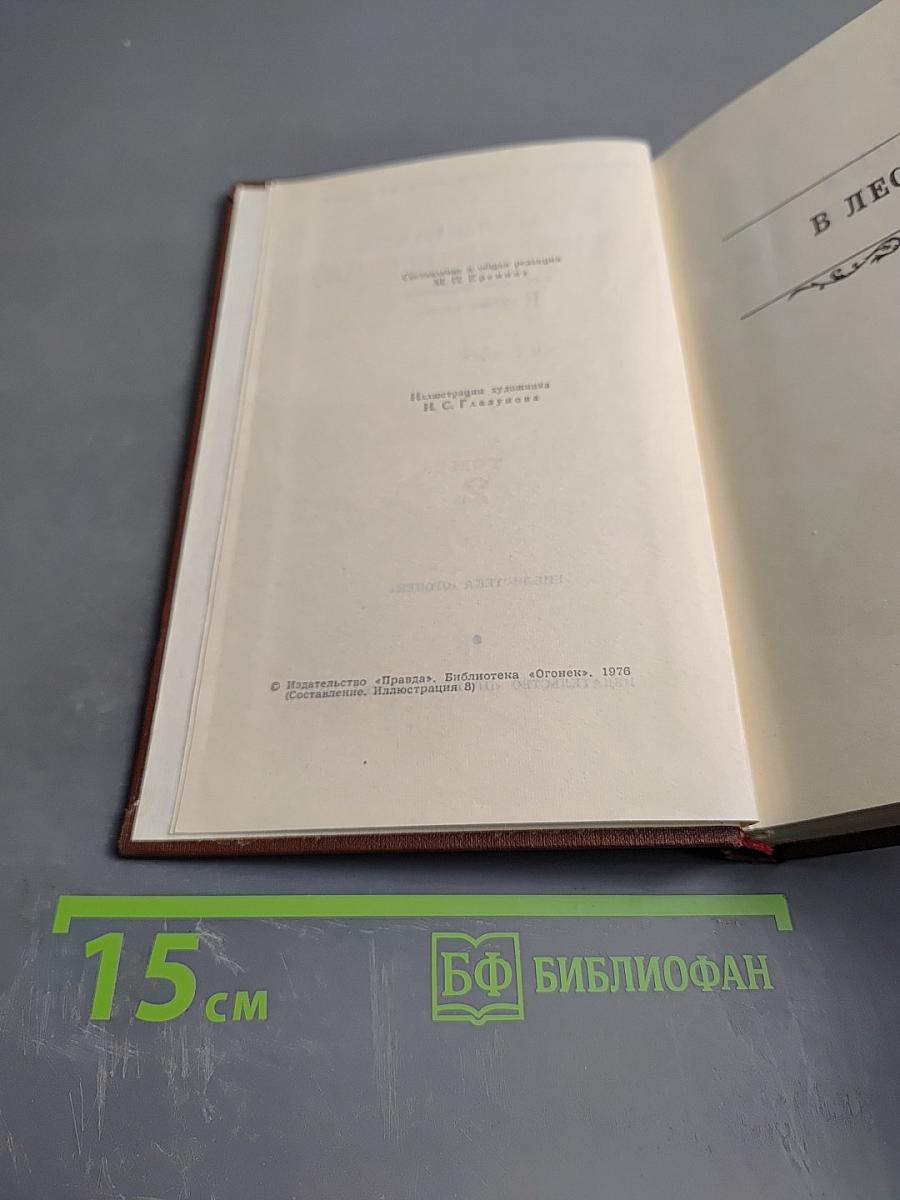 Составление и общая редакция
М. П. Еремина
Иллюстрации художника
И. С. Глазунова
© Издательство «Правда». Библиотека «Огонек». 1976
(Составление. Иллюстрации 8)
В ЛЕС
15 см
БФ БИБЛИОФАН